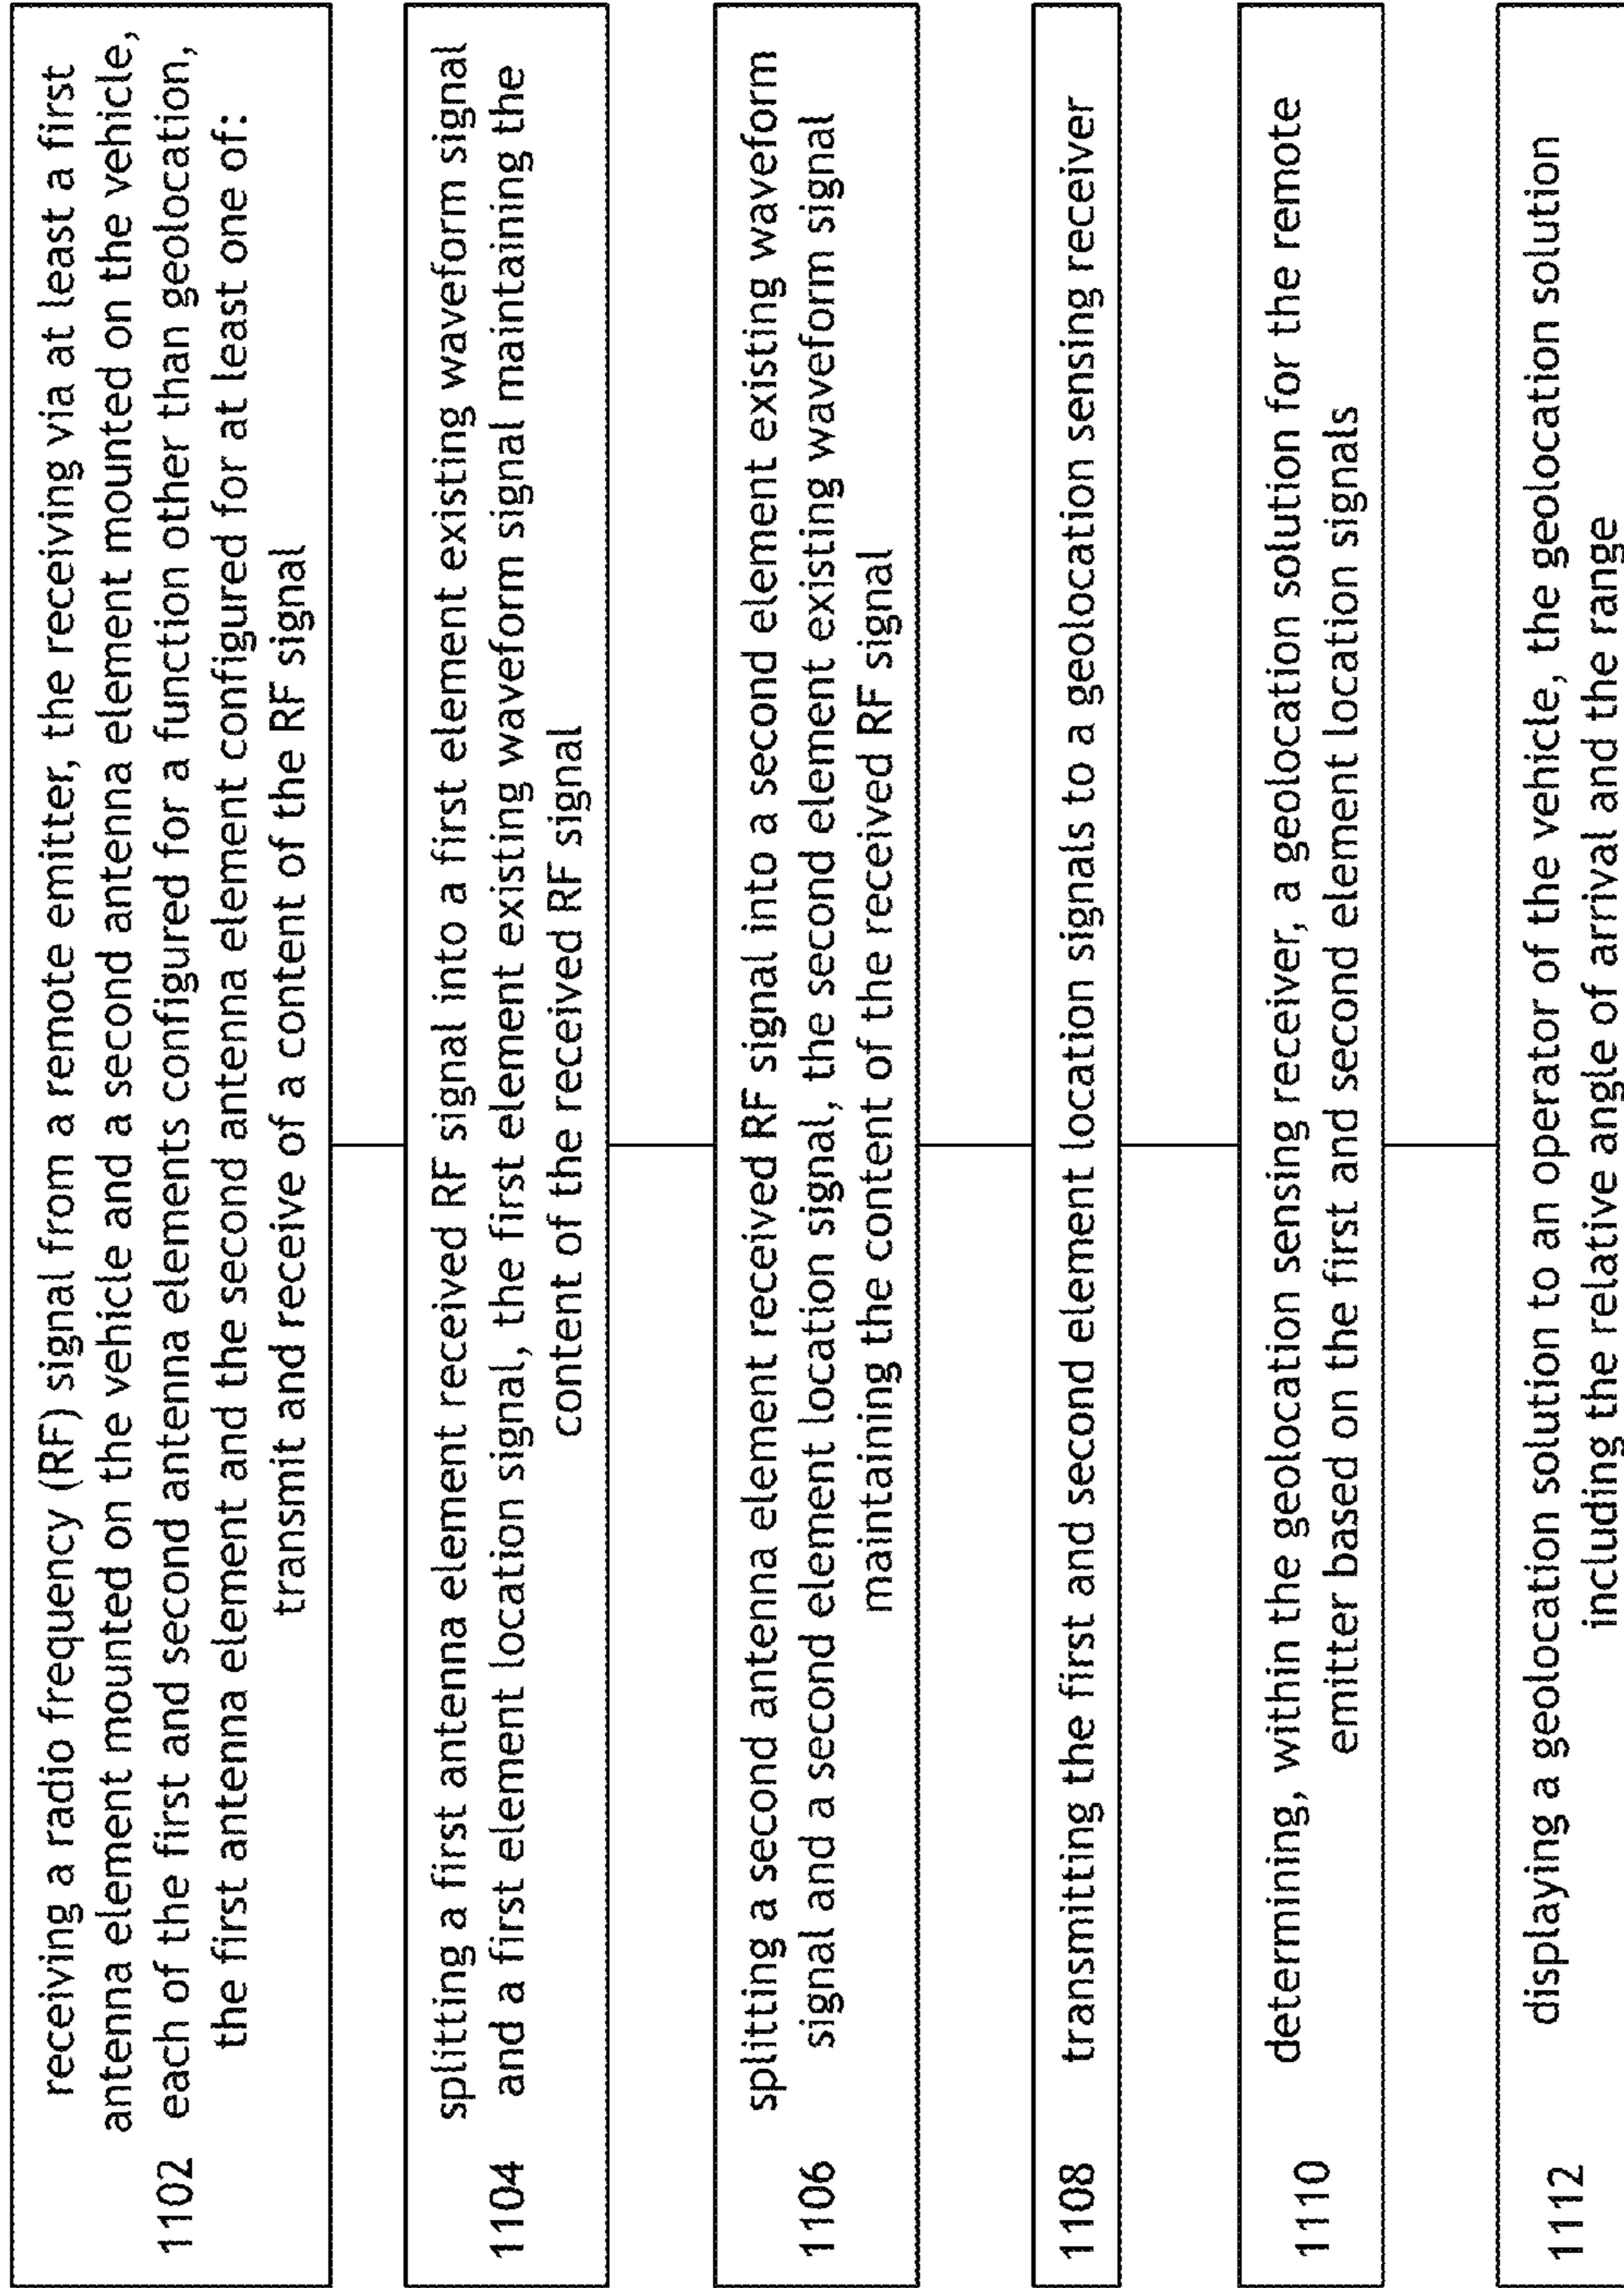 receiving a radio frequency (RF) signal from a remote emitter, the receiving via at least a first
antenna element mounted on the vehicle and a second antenna element mounted on the vehicle,
1102 each of the first and second antenna elements configured for a function other than geolocation,
the first antenna element and the second antenna element configured for at least one of:
transmit and receive of a content of the RF signal
splitting a first antenna element received RF signal into a first element existing waveform signal
1104 and a first element location signal, the first element existing waveform signal maintaining the
content of the received RF signal
splitting a second antenna element received RF signal into a second element existing waveform
1106 signal and a second element location signal, the second element existing waveform signal
maintaining the content of the received RF signal
1108 transmitting the first and second element location signals to a geolocation sensing receiver
determining, within the geolocation sensing receiver, a geolocation solution for the remote
1110 emitter based on the first and second element location signals
displaying a geolocation solution to an operator of the vehicle, the geolocation solution
1112 including the relative angle of arrival and the range